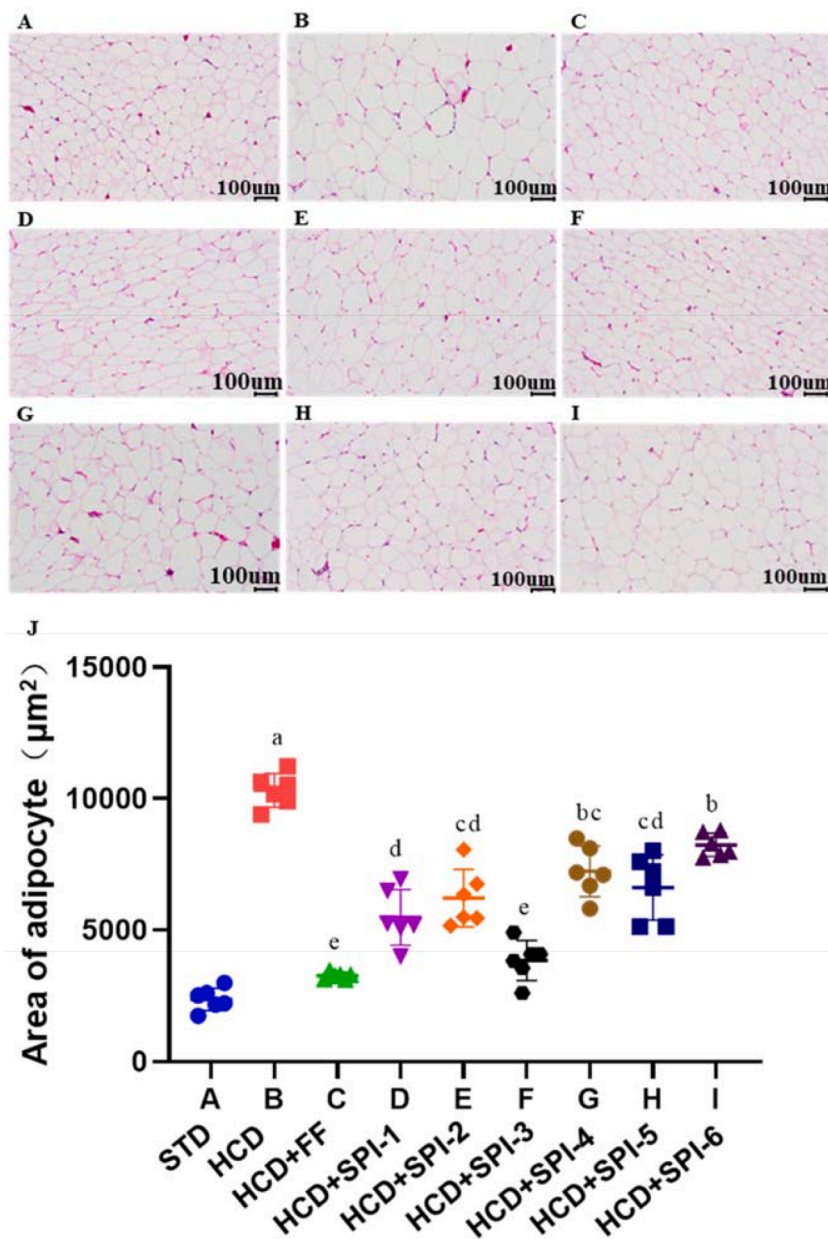 A
B
C
100um
100um
100um
D
E
F
100um
100um
100um
G
H
I
100um
100um
100um
J
Area of adipocyte（μm²）
15000
10000
5000
0
a
e
d
cd
e
bc
cd
b
A
B
C
D
E
F
G
H
I
STD
HCD
HCD+FF
HCD+SPI-1
HCD+SPI-2
HCD+SPI-3
HCD+SPI-4
HCD+SPI-5
HCD+SPI-6